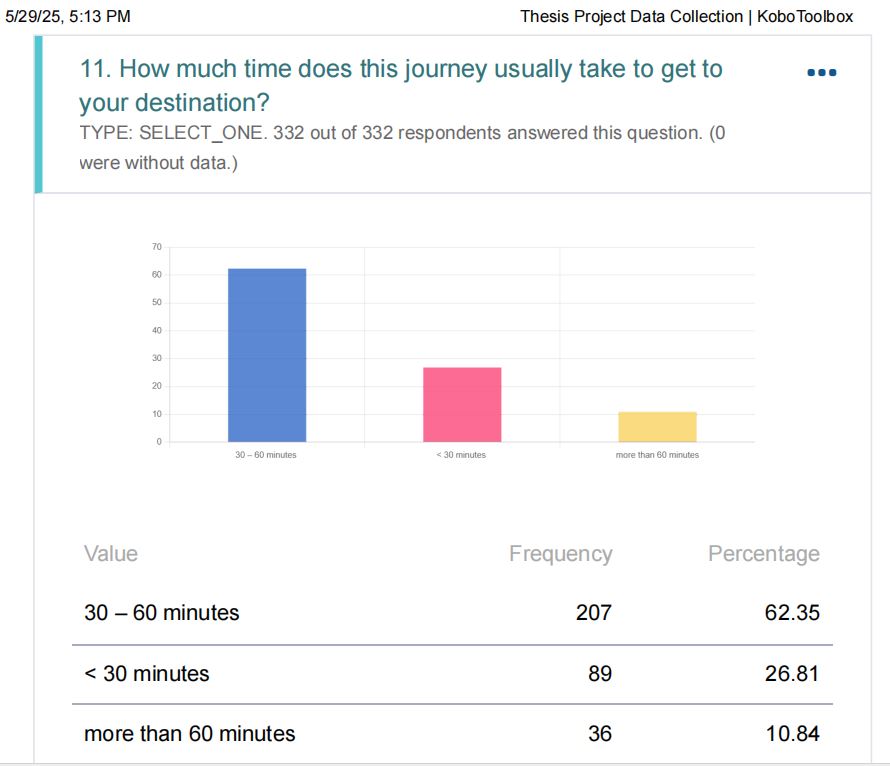 5/29/25, 5:13 PM Thesis Project Data Collection | KoboToolbox
11. How much time does this journey usually take to get to
your destination?
TYPE: SELECT_ONE. 332 out of 332 respondents answered this question. (0
were without data.)
70
60
50
40
30
20
10
0
30 – 60 minutes < 30 minutes more than 60 minutes
Value Frequency Percentage
30 – 60 minutes 207 62.35
< 30 minutes 89 26.81
more than 60 minutes 36 10.84